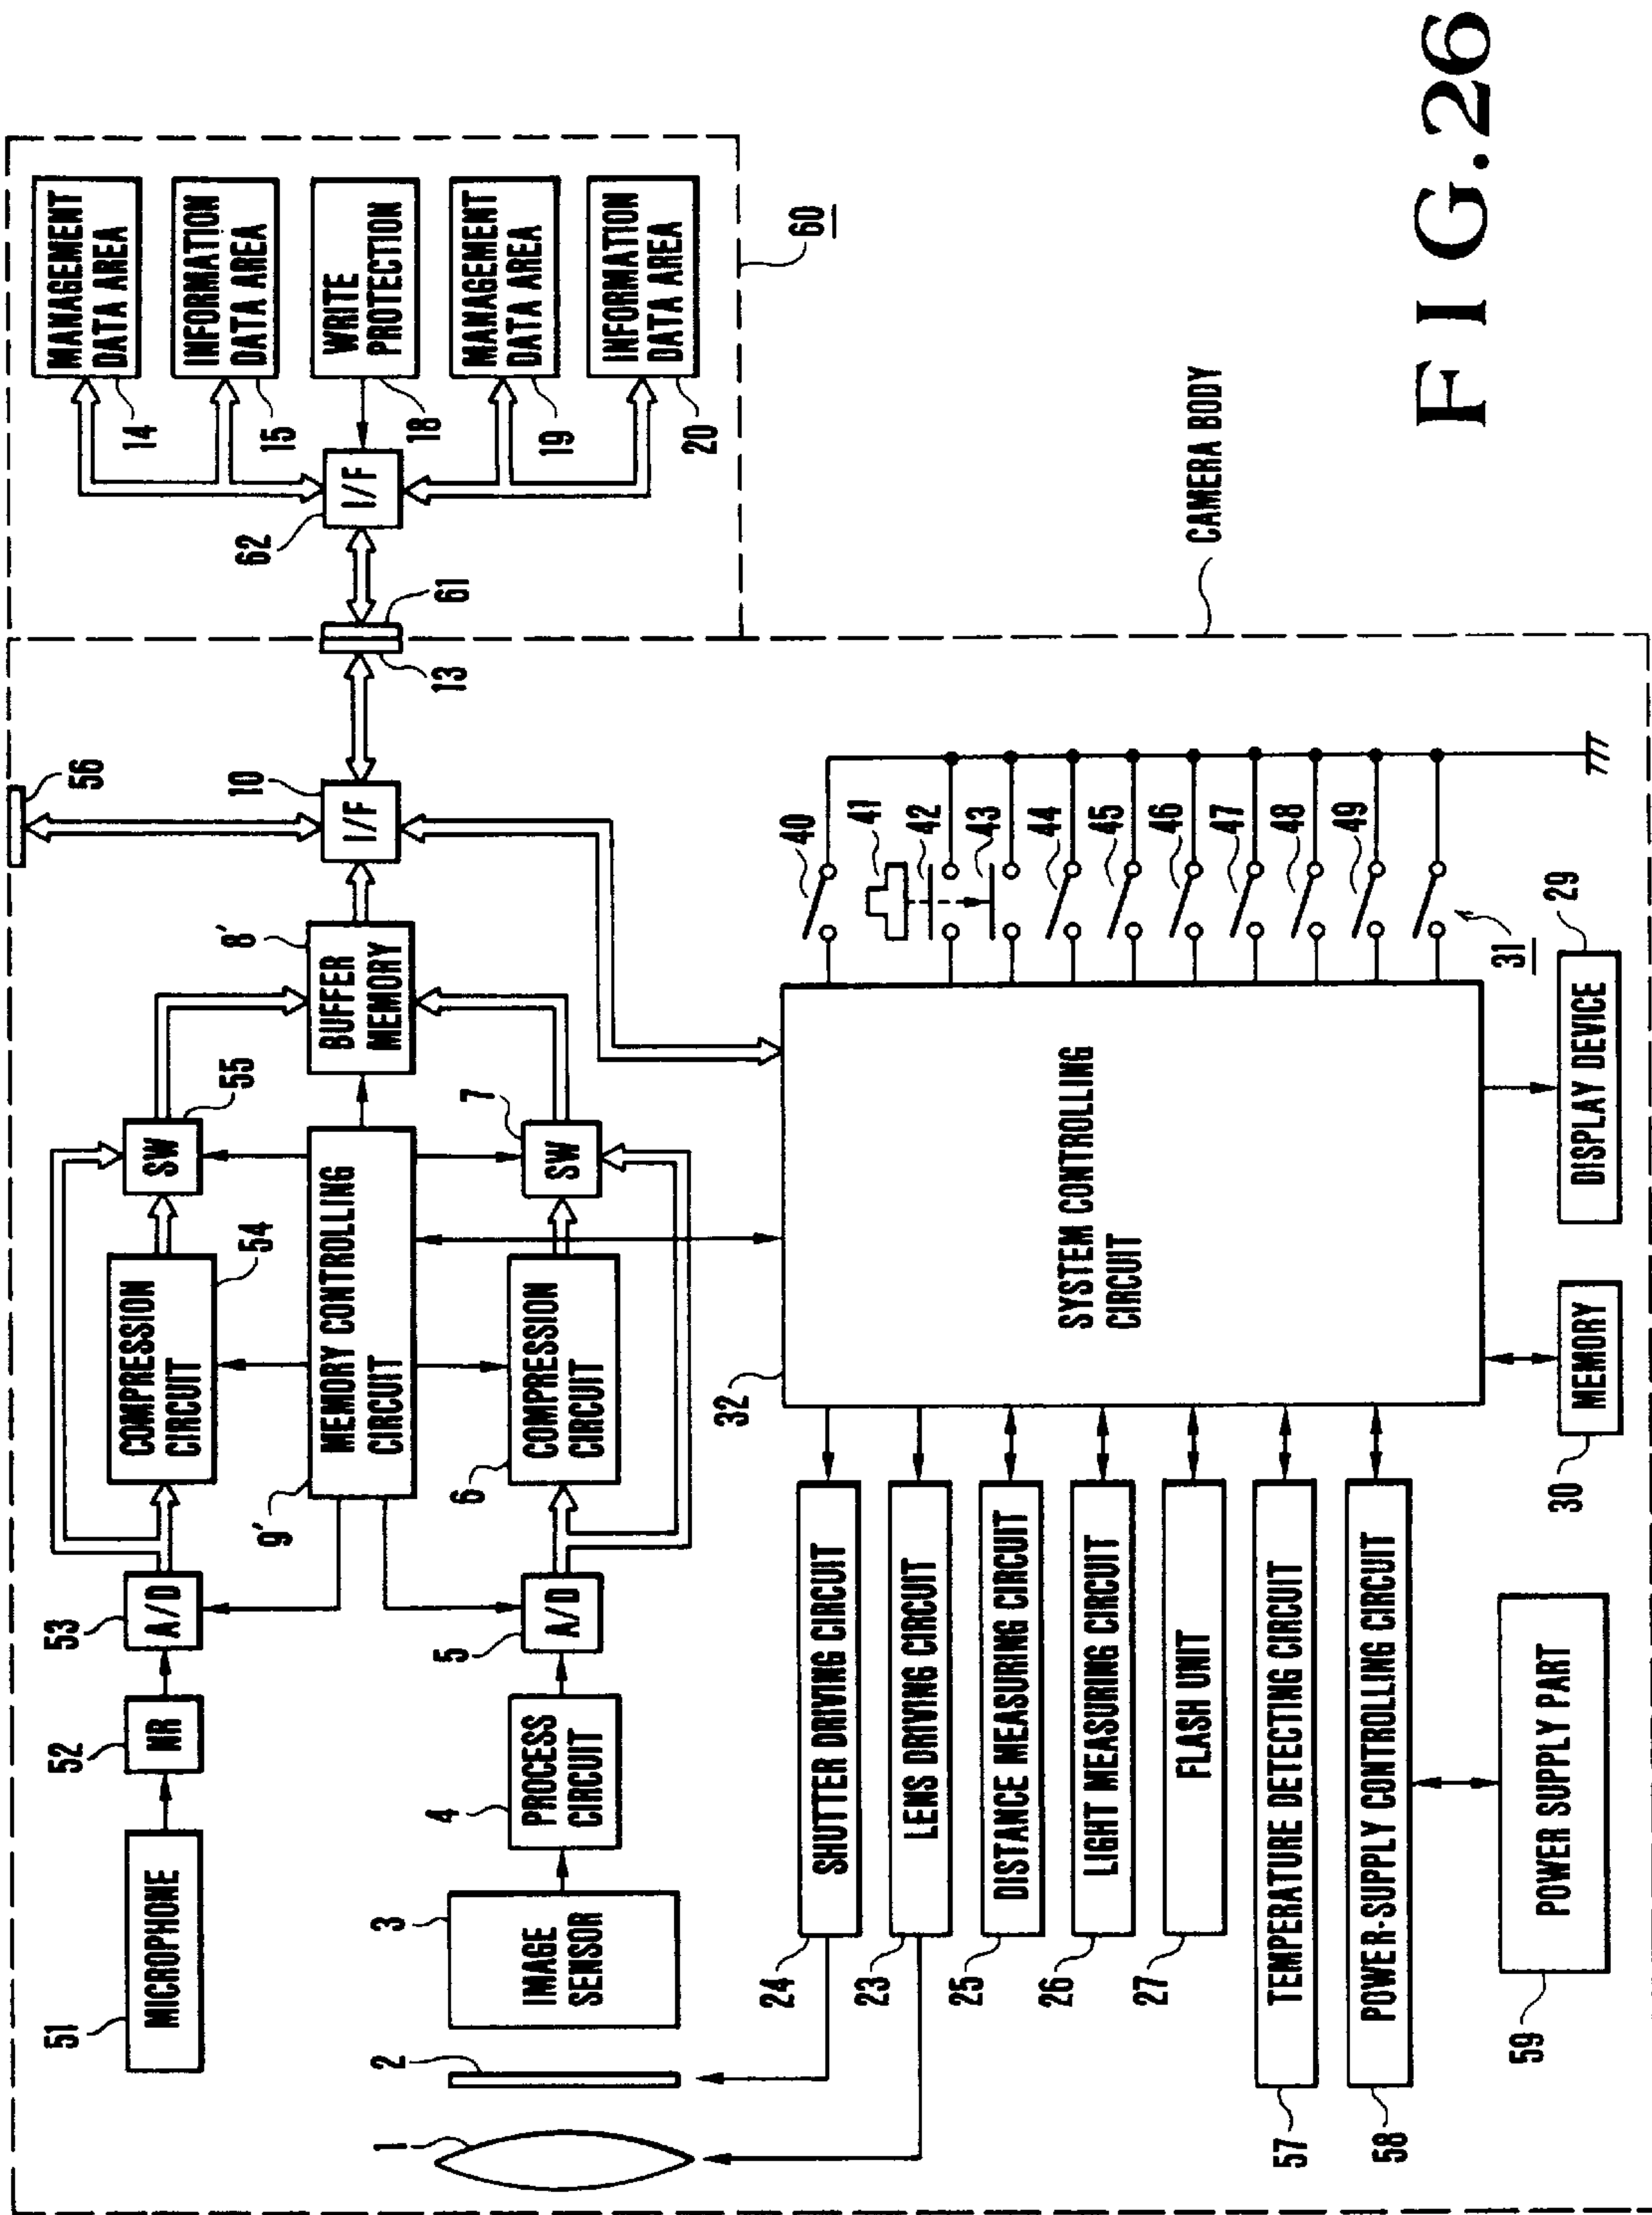 51
MICROPHONE
52
NR
53
A/D
COMPRESSION
CIRCUIT
54
SW
55
9'
MEMORY CONTROLLING
CIRCUIT
BUFFER
MEMORY
8'
10
I/F
56
13
61
62
I/F
14
MANAGEMENT
DATA AREA
15
INFORMATION
DATA AREA
18
WRITE
PROTECTION
19
MANAGEMENT
DATA AREA
20
INFORMATION
DATA AREA
60
1
2
3
IMAGE
SENSOR
4
PROCESS
CIRCUIT
5
A/D
6
COMPRESSION
CIRCUIT
7
SW
24
SHUTTER DRIVING CIRCUIT
23
LENS DRIVING CIRCUIT
25
DISTANCE MEASURING CIRCUIT
26
LIGHT MEASURING CIRCUIT
27
FLASH UNIT
57
TEMPERATURE DETECTING CIRCUIT
58
POWER-SUPPLY CONTROLLING CIRCUIT
59
POWER SUPPLY PART
32
SYSTEM CONTROLLING
CIRCUIT
40
41
42
43
44
45
46
47
48
49
31
30
MEMORY
DISPLAY DEVICE
29
CAMERA BODY
FIG.26